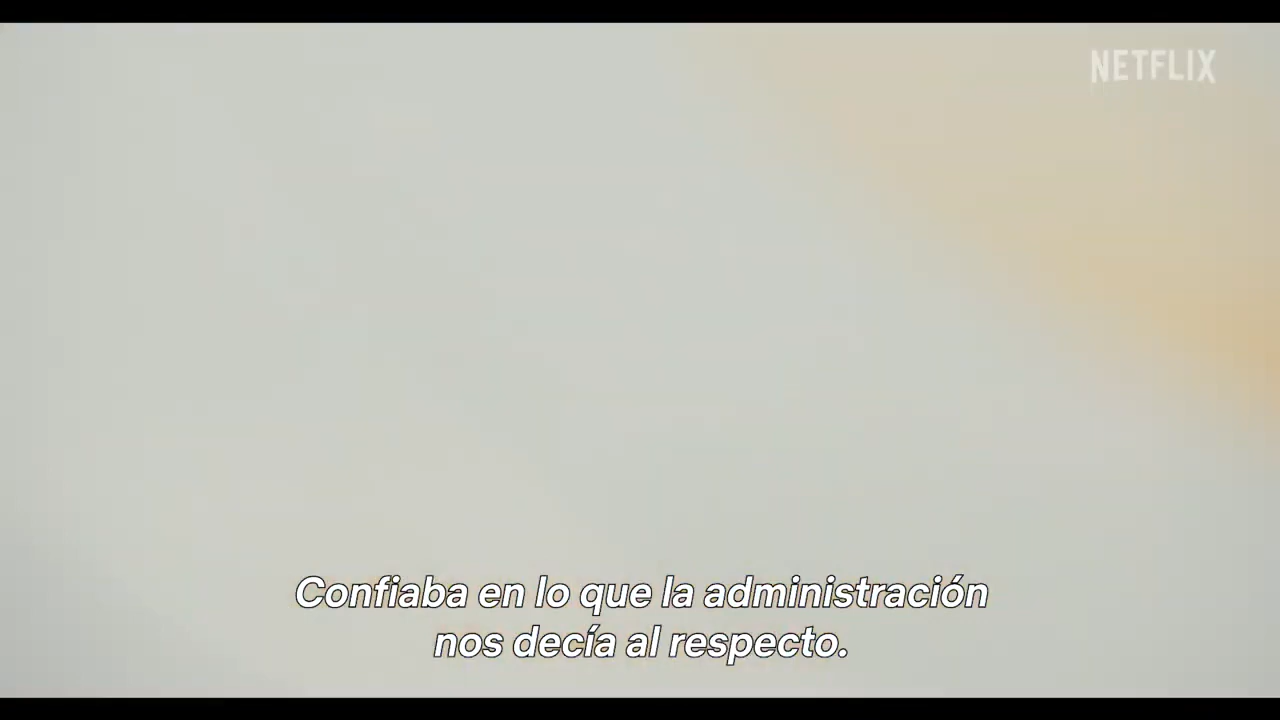 NETFLIX
Confiaba en lo que la administración
nos decía al respecto.